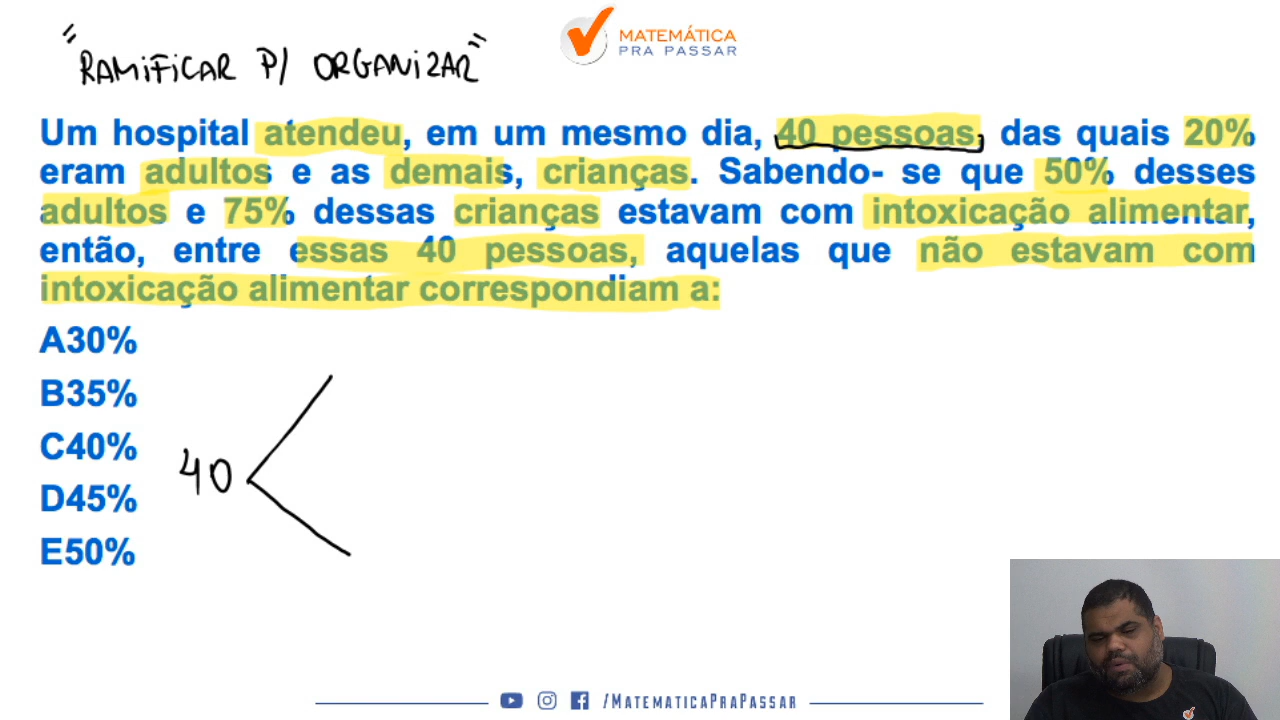 "RAMIFICAR P/ ORGANIZAR"
MATEMÁTICA
PRA PASSAR
Um hospital atendeu, em um mesmo dia, 40 pessoas, das quais 20%
eram adultos e as demais, crianças. Sabendo- se que 50% desses
adultos e 75% dessas crianças estavam com intoxicação alimentar,
então, entre essas 40 pessoas, aquelas que não estavam com
intoxicação alimentar correspondiam a:
A30%
B35%
C40%
D45%
E50%
40
/MATEMATICAPRAPASSAR